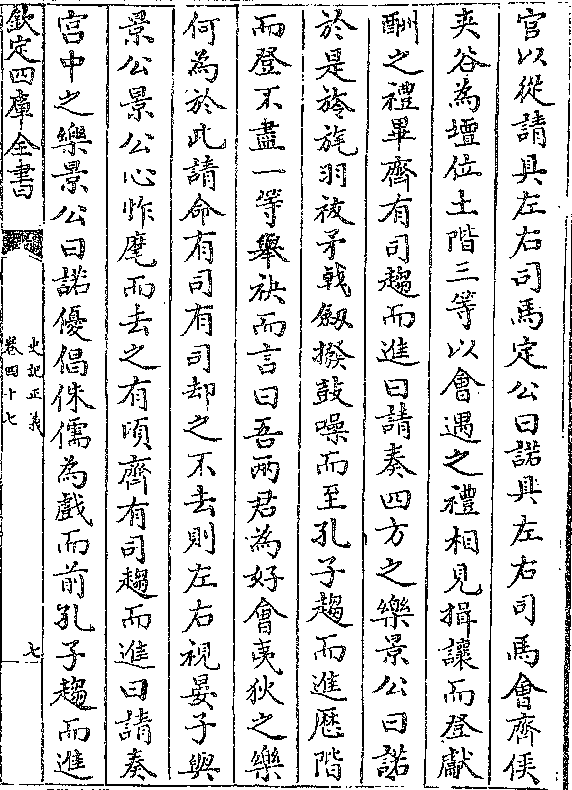 官以從請具左右司馬定公曰諾具左右司馬會齊侯
夾谷為壇位土階三等以會遇之禮相見揖讓而登獻
酬之禮畢齊有司趨而進曰請奏四方之樂景公曰諾
於是旍旄羽袚矛戟劔撥鼓噪而至孔子趨而進歷階
而登不盡一等舉袂而言曰吾兩君為好會夷狄之樂
何為於此請命有司有司却之不去則左右視晏子與
景公景公心怍麾而去之有頃齊有司趨而進曰請奏
宫中之樂景公曰諾優倡侏儒為戲而前孔子趨而進
欽定四庫全書
史記正義
卷四十七
七